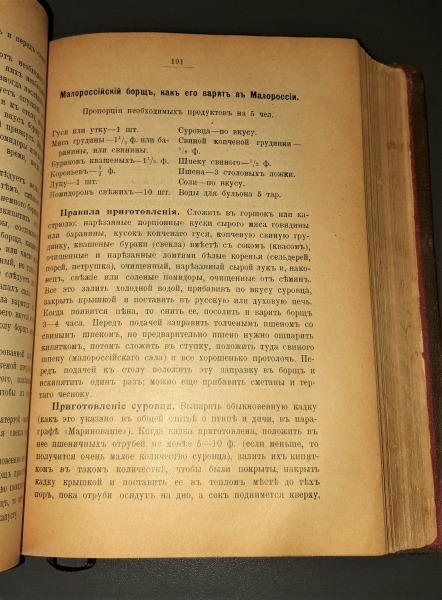 191
Малороссійскій борщъ, какъ его варятъ въ Малороссіи.
Пропорція необходимыхъ продуктовъ на 5 чел.
Гуся или утку—1 шт.
Мяса грудины—1¹/₂ ф. или ба-
ранины, или свинины.
Бураковъ квашеныхъ—1¹/₂ ф.
Кореньевъ—¹/₂ ф.
Луку—1 шт.
Помидоровъ свѣжихъ—10 шт.
Суровца—по вкусу.
Свиной копченой грудинки—
ф.
Шпеку свиного—¹/₂ ф.
Пшена—3 столовыхъ ложки.
Соли—по вкусу.
Воды для бульона 5 тар.
Правила приготовленія. Сложить въ горшокъ или ка-
стрюлю: нарѣзанные порціонные куски сырого мяса говядины
или баранины, кусокъ копченаго гуся, копченую свиную гру-
динку, квашеные бураки (свекла) вмѣстѣ съ сокомъ (квасомъ),
очищенные и нарѣзанные ломтями бѣлые коренья (сельдерей,
порей, петрушка), очищенный, нарѣзанный сырой лукъ и, нако-
нецъ, свѣжіе или соленые помидоры, очищенные отъ сѣмянъ.
Все это залить холодной водой, прибавивъ по вкусу суровца,
закрыть крышкой и поставить въ русскую или духовую печь.
Когда появится пѣна, то снять ее, посолить и варить борщъ
3—4 часа. Передъ подачей заправить толченымъ пшеномъ со
свинымъ шпекомъ, но предварительно пшено нужно ошпарить
кипяткомъ, потомъ сложить въ ступку, положить туда свиного
шпеку (малороссійскаго сала) и все хорошенько протолочь. Пе-
редъ подачей къ столу положить эту заправку въ борщъ и
вскипятить одинъ разъ; можно еще прибавить сметаны и тер-
таго чесноку.
Приготовленіе суровца. Выпарить обыкновенную кадку
(какъ это указано въ общей статьѣ о птицѣ и дичи, въ пара-
графѣ «Маринованіе»). Когда кадка приготовлена, положить въ
нее пшеничныхъ отрубей не менѣе 5—10 ф. (если меньше, то
получится очень малое количество суровца), залить ихъ кипят-
комъ въ такомъ количествѣ, чтобы были покрыты, накрыть
кадку крышкой и поставить ее въ тепломъ мѣстѣ до тѣхъ
поръ, пока отруби осядутъ на дно, а сокъ поднимется кверху,